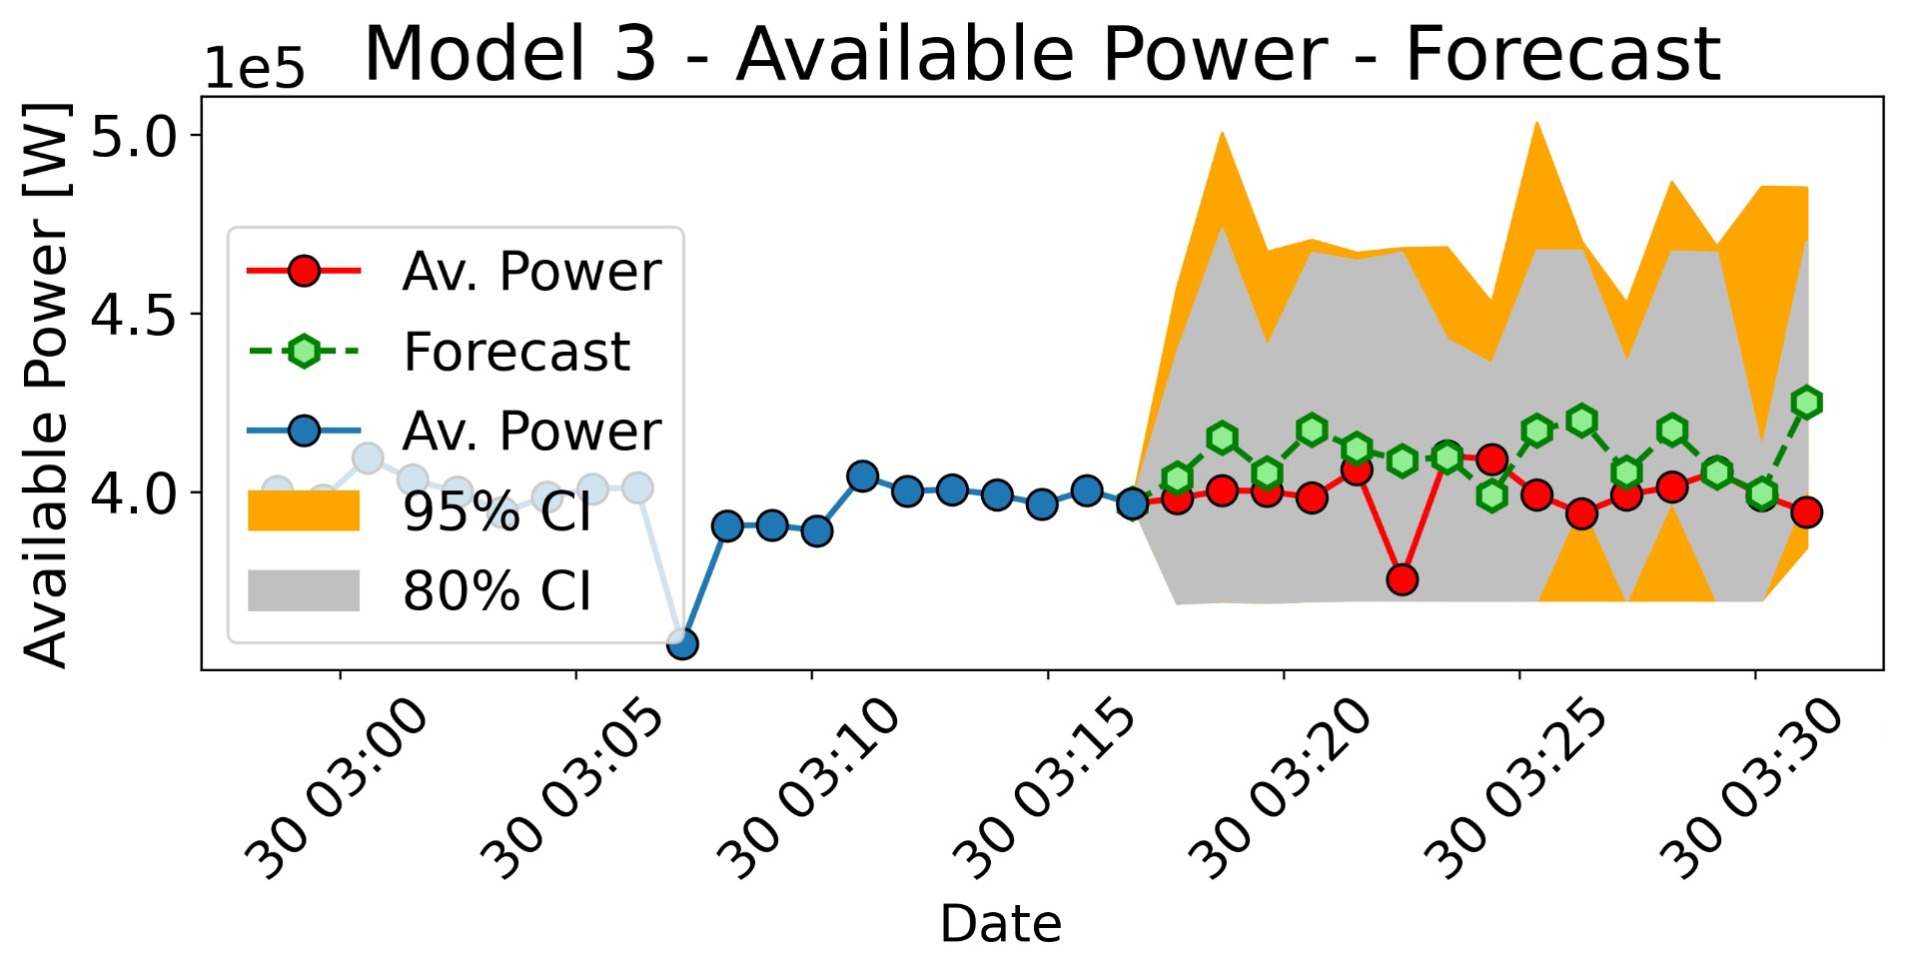 Model 3 - Available Power - Forecast
1e5
Available Power [W]
5.0
4.5
4.0
Av. Power
Forecast
Av. Power
95% CI
80% CI
30 03:00
30 03:05
30 03:10
30 03:15
30 03:20
30 03:25
30 03:30
Date